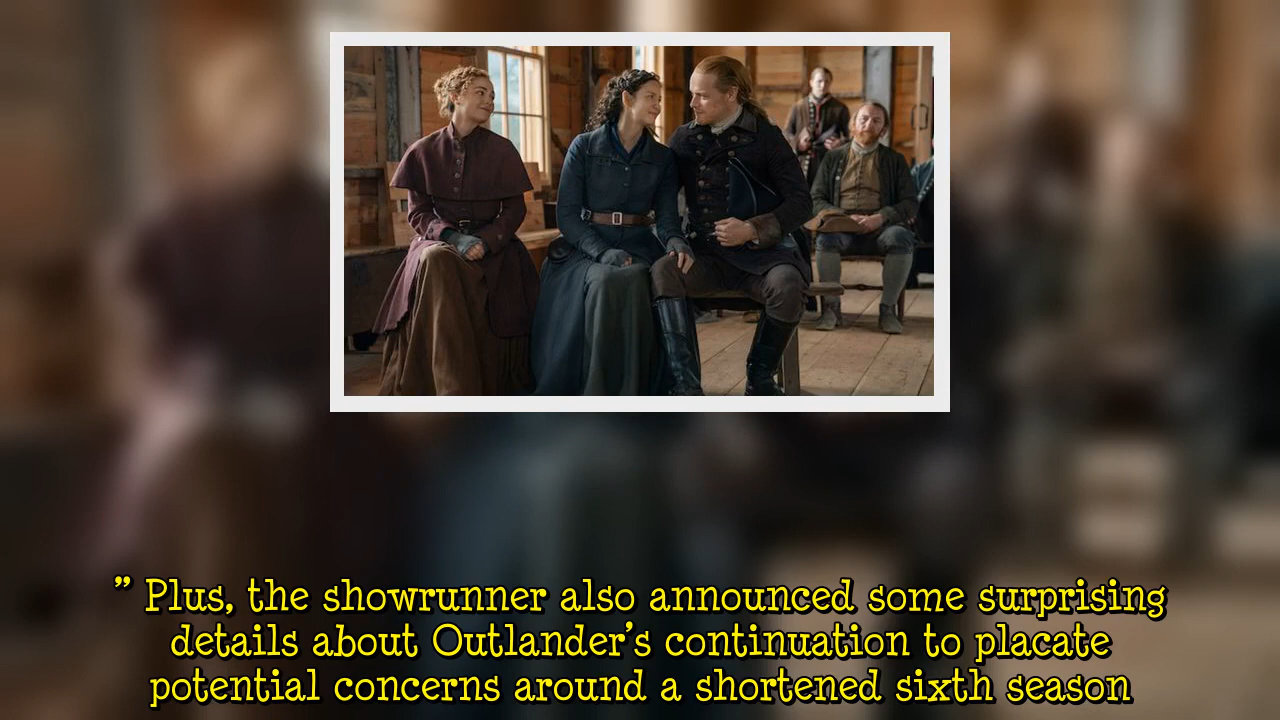 ” Plus, the showrunner also announced some surprising
details about Outlander’s continuation to placate
potential concerns around a shortened sixth season